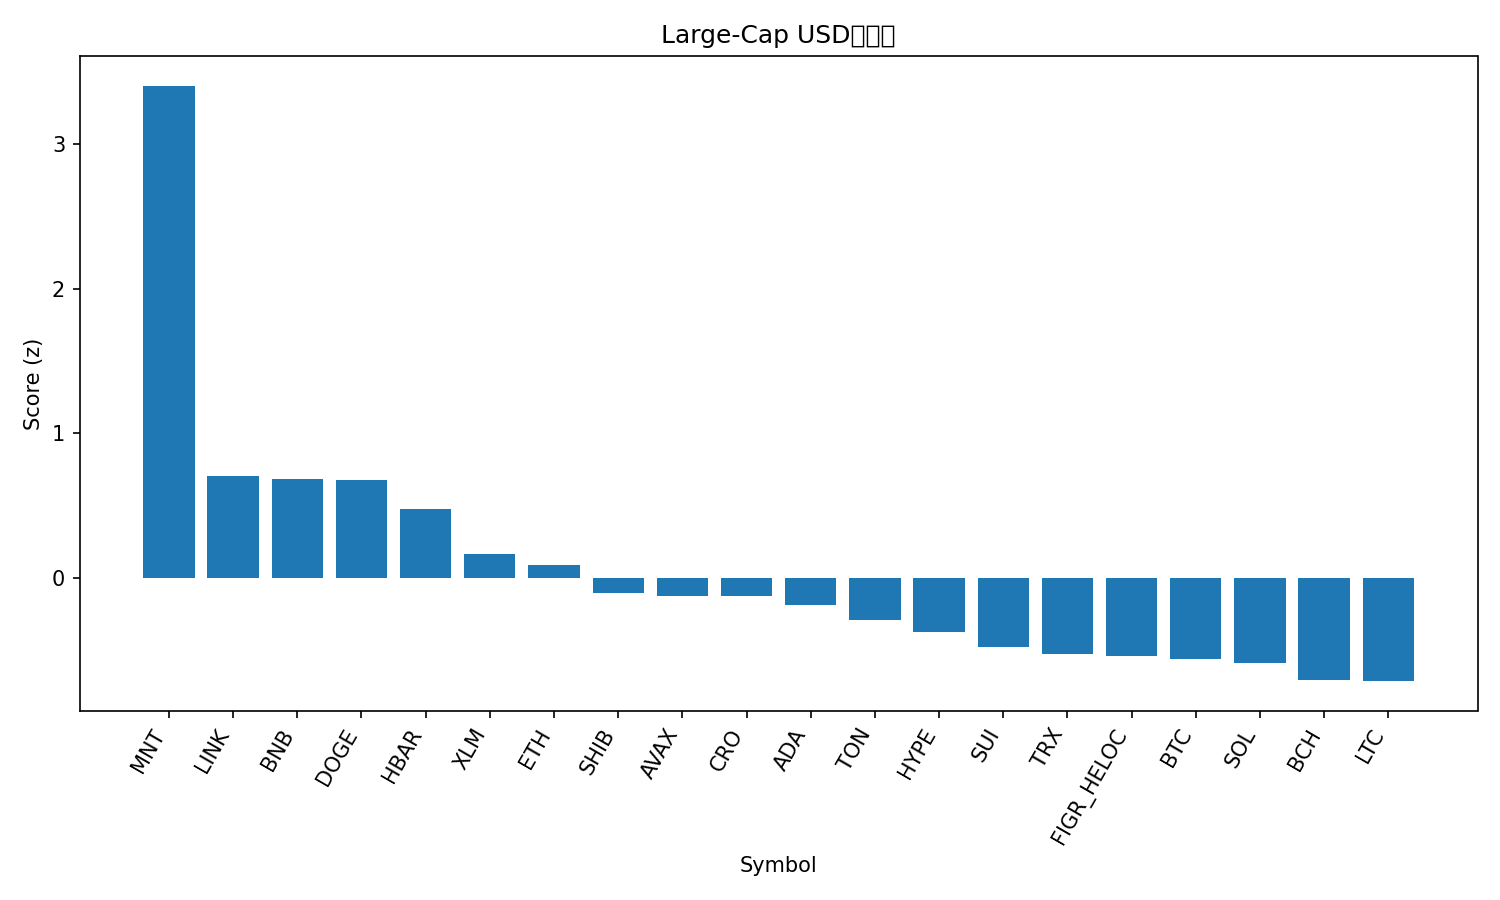 Large-Cap USD
3
2
1
0
Score (z)
MNT
LINK
BNB
DOGE
HBAR
XLM
ETH
SHIB
AVAX
CRO
ADA
TON
HYPE
SUI
TRX
FIGR_HELOC
BTC
SOL
BCH
LTC
Symbol